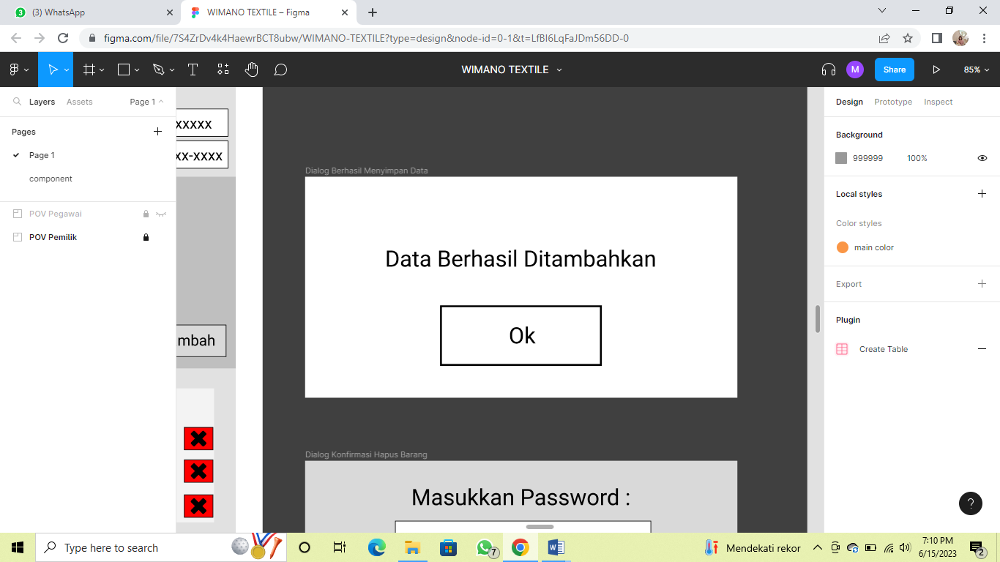 (3) WhatsApp
WIMANO TEXTILE – Figma
figma.com/file/7S4ZrDv4k4HaewrBCT8ubw/WIMANO-TEXTILE?type=design&node-id=0-1&t=LfBI6LqFaJDm56DD-0
WIMANO TEXTILE
M
Share
85%
Layers
Assets
Page 1
Pages
Page 1
component
POV Pegawai
POV Pemilik
xxxxx
xx-xxxx
mbah
Dialog Berhasil Menyimpan Data
Data Berhasil Ditambahkan
Ok
Dialog Konfirmasi Hapus Barang
Masukkan Password :
Design
Prototype
Inspect
Background
999999
100%
Local styles
Color styles
main color
Export
Plugin
Create Table
?
Type here to search
7
Mendekati rekor
7:10 PM
6/15/2023
2